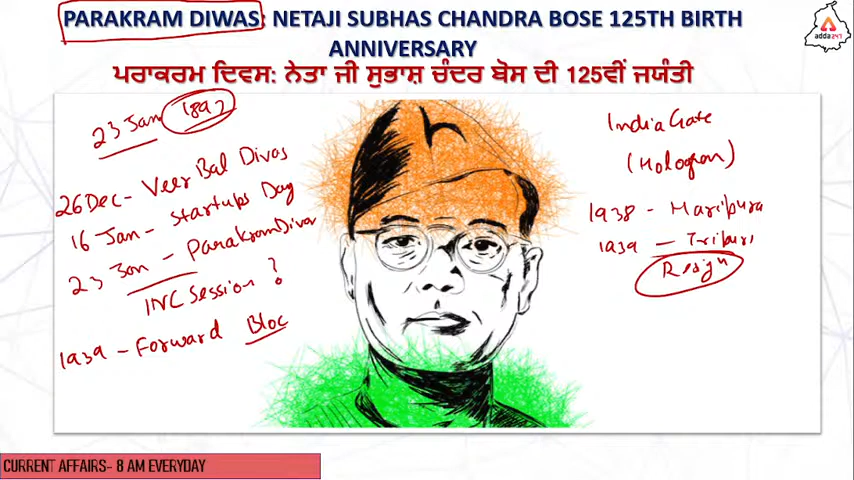 PARAKRAM DIWAS: NETAJI SUBHAS CHANDRA BOSE 125TH BIRTH
ANNIVERSARY
ਪਰਾਕਰਮ ਦਿਵਸ: ਨੇਤਾ ਜੀ ਸੁਭਾਸ਼ ਚੰਦਰ ਬੋਸ ਦੀ 125ਵੀਂ ਜਯੰਤੀ
adda247
23 Jan 1897
26 Dec- Veer Bal Divas
16 Jan - Startups Day
23 Jan - Parakram Divas
INC Session ?
1939 - Forward Bloc
India Gate
(Hologram)
1938 - Haripura
1939 - Tripuri
Resign
CURRENT AFFAIRS- 8 AM EVERYDAY